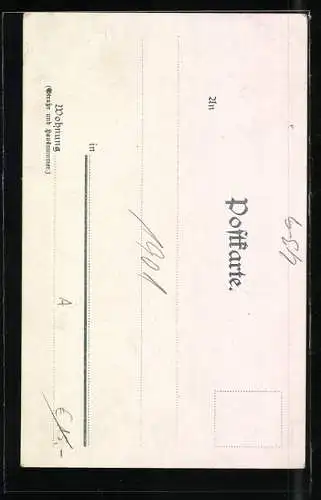 Postkarte.
An
1901
in
Wohnung
(Straße und Hausnummer.)
A